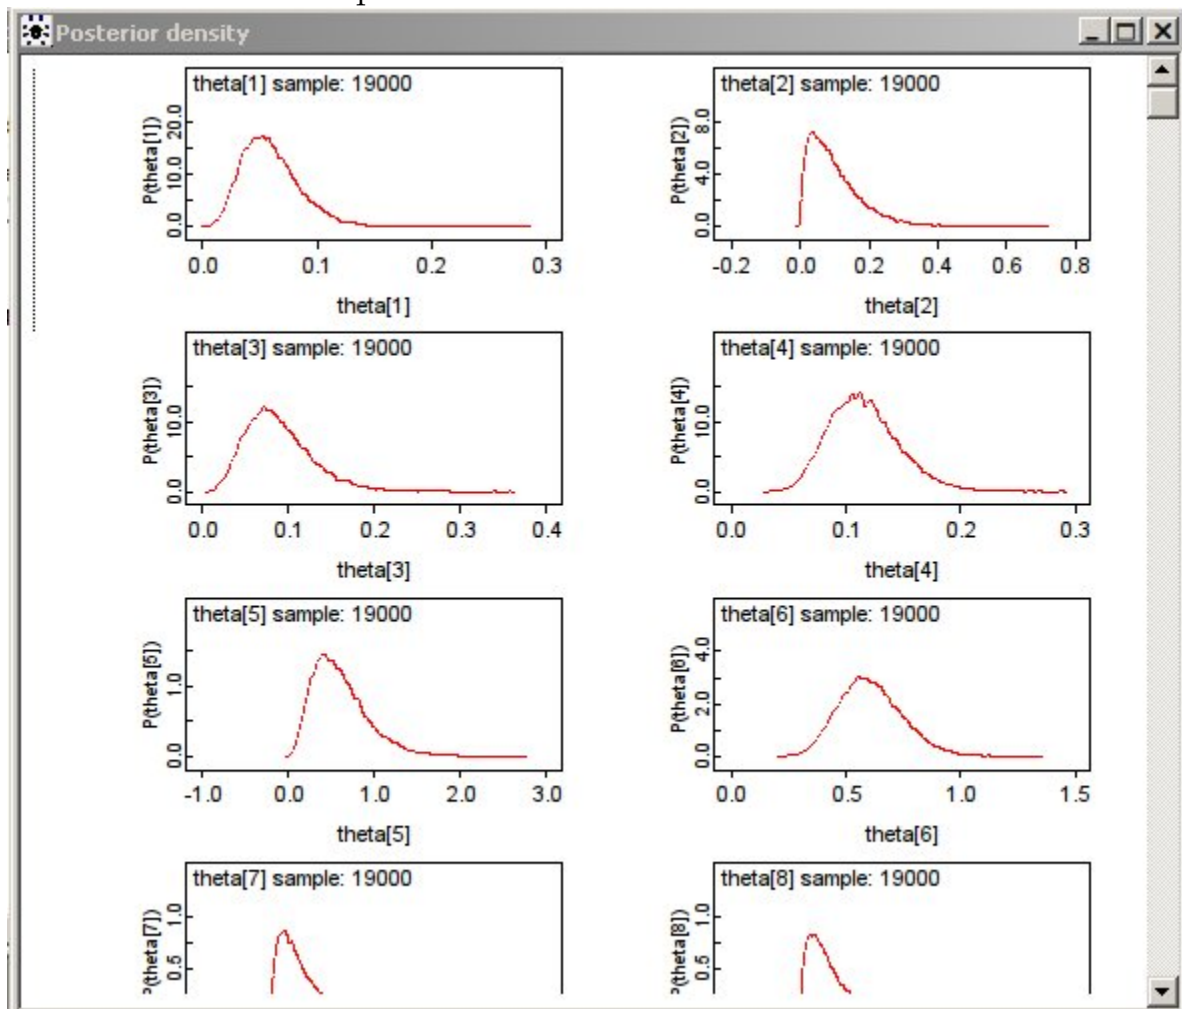 Posterior density
theta[1] sample: 19000
P(theta[1])
0.0 10.0 20.0
0.0 0.1 0.2 0.3
theta[1]
theta[2] sample: 19000
P(theta[2])
0.0 4.0 8.0
-0.2 0.0 0.2 0.4 0.6 0.8
theta[2]
theta[3] sample: 19000
P(theta[3])
0.0 10.0
0.0 0.1 0.2 0.3 0.4
theta[3]
theta[4] sample: 19000
P(theta[4])
0.0 10.0
0.0 0.1 0.2 0.3
theta[4]
theta[5] sample: 19000
P(theta[5])
0.0 1.0
-1.0 0.0 1.0 2.0 3.0
theta[5]
theta[6] sample: 19000
P(theta[6])
0.0 2.0 4.0
0.0 0.5 1.0 1.5
theta[6]
theta[7] sample: 19000
P(theta[7])
0.5 1.0
theta[8] sample: 19000
P(theta[8])
0.5 1.0